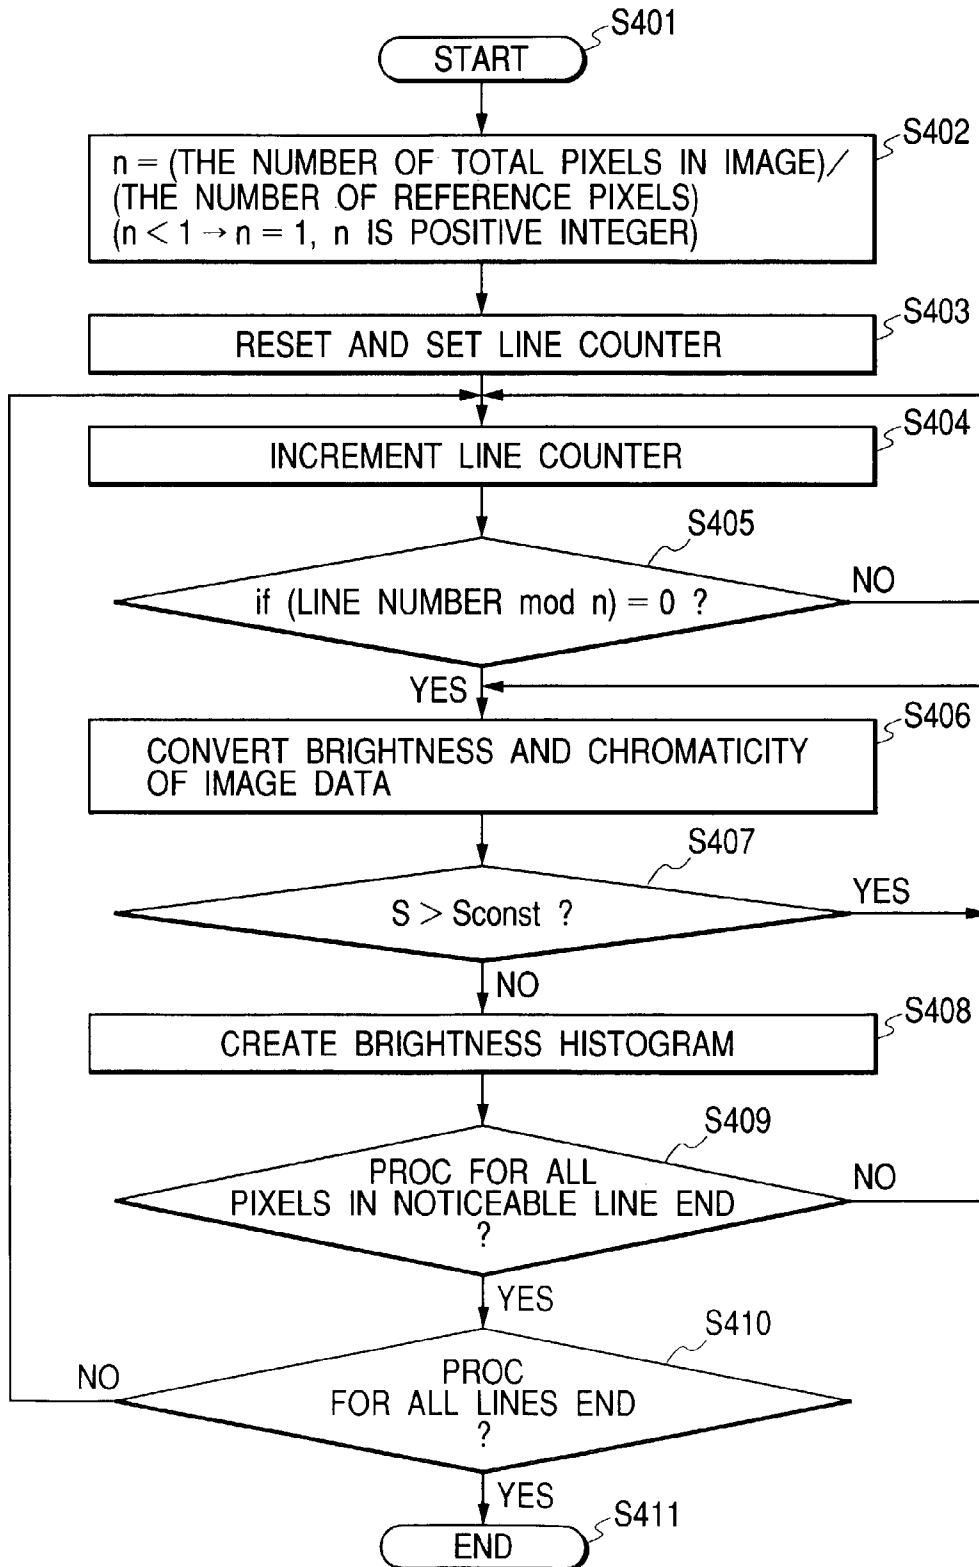 S401
START
S402
n = (THE NUMBER OF TOTAL PIXELS IN IMAGE)/
(THE NUMBER OF REFERENCE PIXELS)
(n < 1 → n = 1, n IS POSITIVE INTEGER)
S403
RESET AND SET LINE COUNTER
S404
INCREMENT LINE COUNTER
S405
if (LINE NUMBER mod n) = 0 ?
NO
YES
S406
CONVERT BRIGHTNESS AND CHROMATICITY
OF IMAGE DATA
S407
S > Sconst ?
YES
NO
S408
CREATE BRIGHTNESS HISTOGRAM
S409
PROC FOR ALL
PIXELS IN NOTICEABLE LINE END
?
NO
YES
S410
PROC
FOR ALL LINES END
?
NO
YES
S411
END